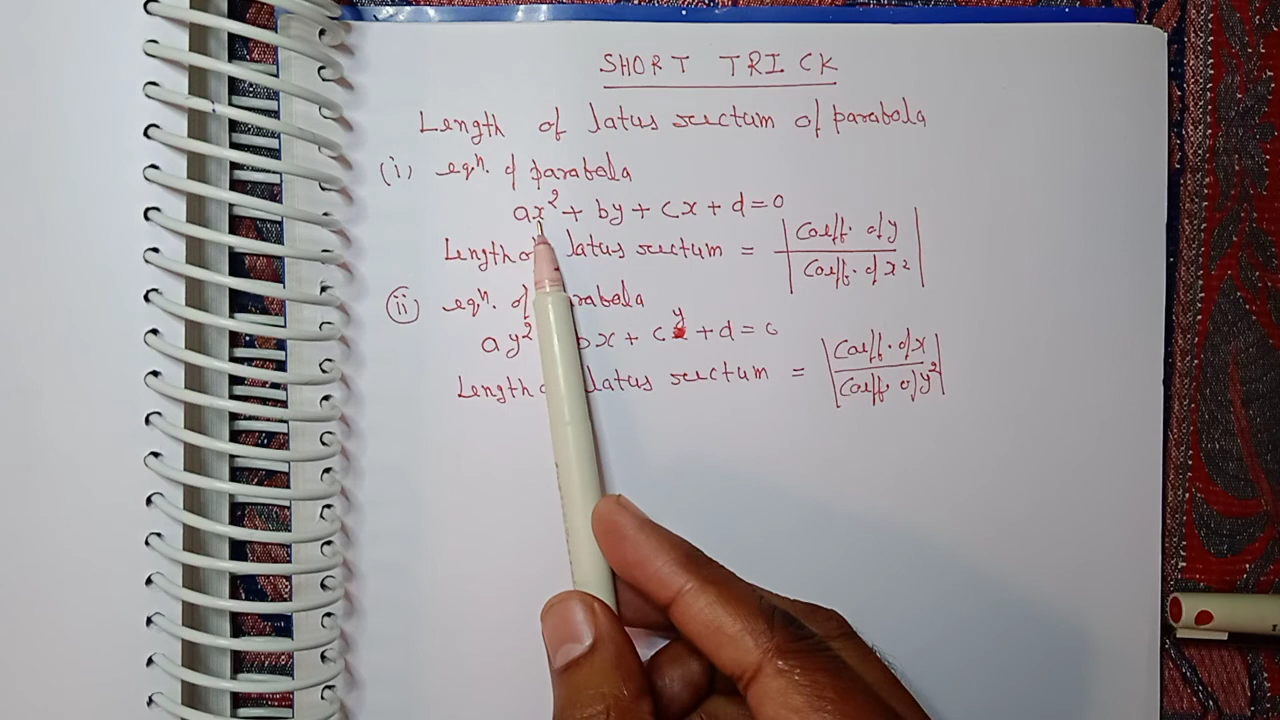 SHORT TRICK
Length of latus rectum of parabola
(i) eqⁿ. of parabola
ax² + by + cx + d = 0
Length of latus rectum = | Coeff. of y / Coeff. of x² |
(ii) eqⁿ. of parabola
ay² bx + cy + d = 0
Length of latus rectum = | Coeff. of x / Coeff. of y² |